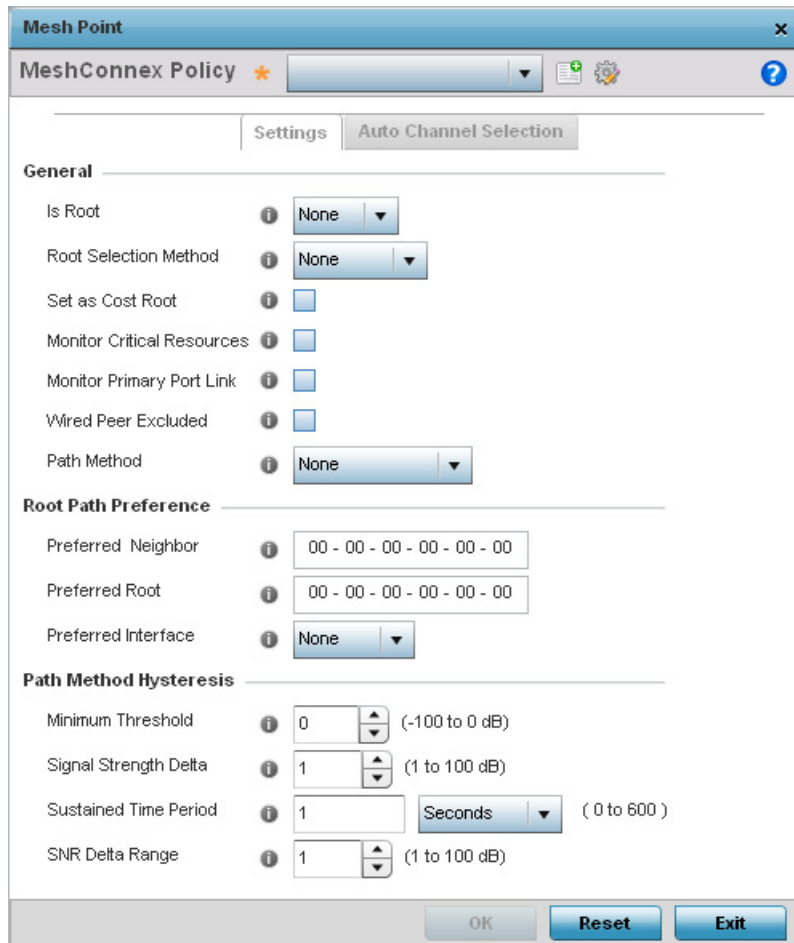 Mesh Point x
MeshConnex Policy *
Settings Auto Channel Selection
General
Is Root None
Root Selection Method None
Set as Cost Root
Monitor Critical Resources
Monitor Primary Port Link
Wired Peer Excluded
Path Method None
Root Path Preference
Preferred Neighbor 00 - 00 - 00 - 00 - 00 - 00
Preferred Root 00 - 00 - 00 - 00 - 00 - 00
Preferred Interface None
Path Method Hysteresis
Minimum Threshold 0 (-100 to 0 dB)
Signal Strength Delta 1 (1 to 100 dB)
Sustained Time Period 1 Seconds ( 0 to 600 )
SNR Delta Range 1 (1 to 100 dB)
OK Reset Exit